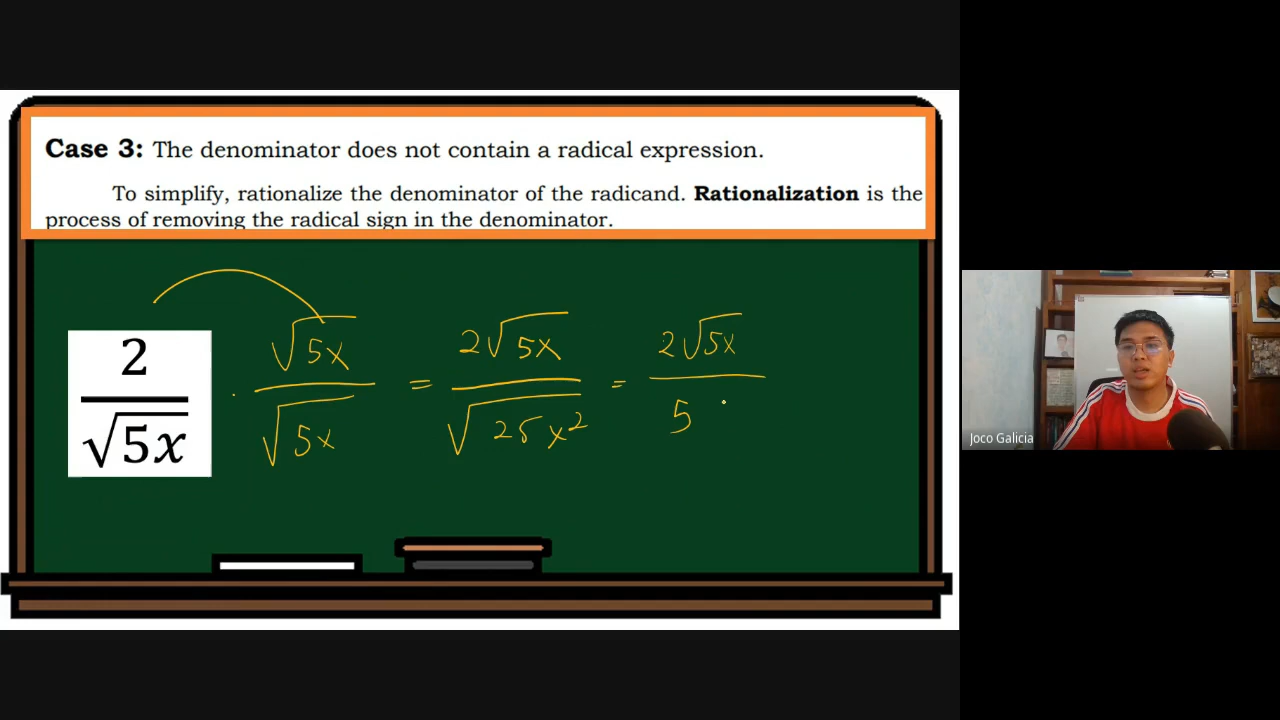 Case 3: The denominator does not contain a radical expression.
To simplify, rationalize the denominator of the radicand. Rationalization is the
process of removing the radical sign in the denominator.
2/√5x · √5x/√5x = 2√5x/√25x² = 2√5x/5
Joco Galicia